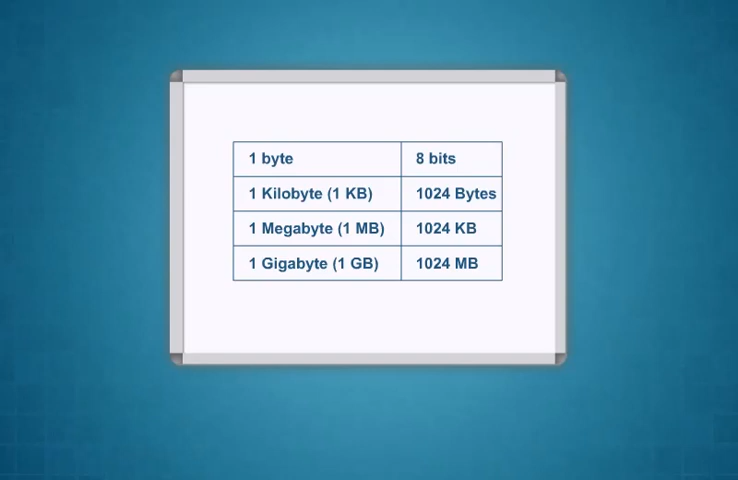 1 byte 8 bits
1 Kilobyte (1 KB) 1024 Bytes
1 Megabyte (1 MB) 1024 KB
1 Gigabyte (1 GB) 1024 MB